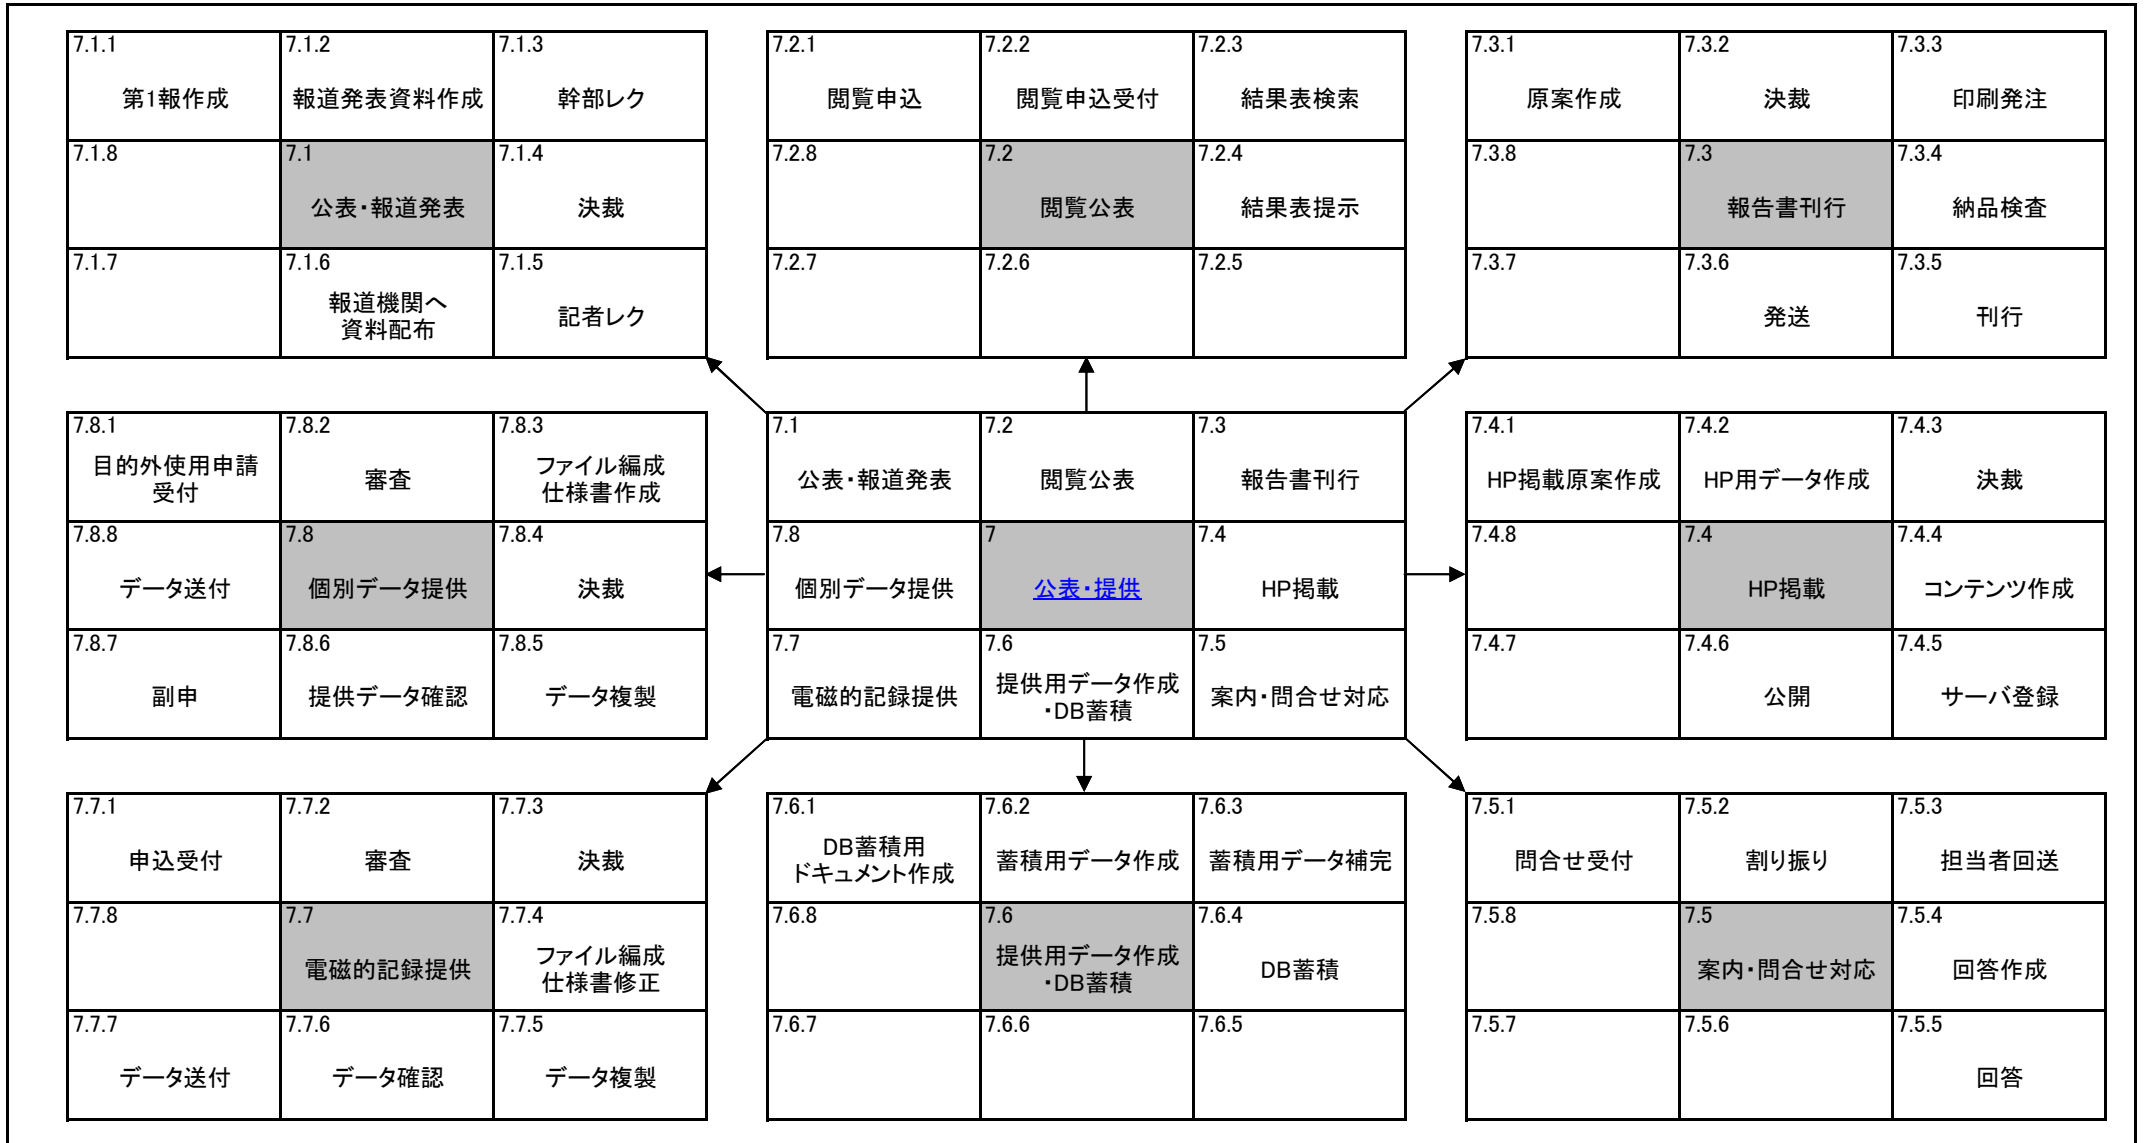 7.1.1
第1報作成
7.1.2
報道発表資料作成
7.1.3
幹部レク
7.1.8
7.1
公表・報道発表
7.1.4
決裁
7.1.7
7.1.6
報道機関へ
資料配布
7.1.5
記者レク
7.2.1
閲覧申込
7.2.2
閲覧申込受付
7.2.3
結果表検索
7.2.8
7.2
閲覧公表
7.2.4
結果表提示
7.2.7
7.2.6
7.2.5
7.3.1
原案作成
7.3.2
決裁
7.3.3
印刷発注
7.3.8
7.3
報告書刊行
7.3.4
納品検査
7.3.7
7.3.6
発送
7.3.5
刊行
7.8.1
目的外使用申請
受付
7.8.2
審査
7.8.3
ファイル編成
仕様書作成
7.8.8
データ送付
7.8
個別データ提供
7.8.4
決裁
7.8.7
副申
7.8.6
提供データ確認
7.8.5
データ複製
7.1
公表・報道発表
7.2
閲覧公表
7.3
報告書刊行
7.8
個別データ提供
7
公表・提供
7.4
HP掲載
7.7
電磁的記録提供
7.6
提供用データ作成
・DB蓄積
7.5
案内・問合せ対応
7.4.1
HP掲載原案作成
7.4.2
HP用データ作成
7.4.3
決裁
7.4.8
7.4
HP掲載
7.4.4
コンテンツ作成
7.4.7
7.4.6
公開
7.4.5
サーバ登録
7.7.1
申込受付
7.7.2
審査
7.7.3
決裁
7.7.8
7.7
電磁的記録提供
7.7.4
ファイル編成
仕様書修正
7.7.7
データ送付
7.7.6
データ確認
7.7.5
データ複製
7.6.1
DB蓄積用
ドキュメント作成
7.6.2
蓄積用データ作成
7.6.3
蓄積用データ補完
7.6.8
7.6
提供用データ作成
・DB蓄積
7.6.4
DB蓄積
7.6.7
7.6.6
7.6.5
7.5.1
問合せ受付
7.5.2
割り振り
7.5.3
担当者回送
7.5.8
7.5
案内・問合せ対応
7.5.4
回答作成
7.5.7
7.5.6
7.5.5
回答